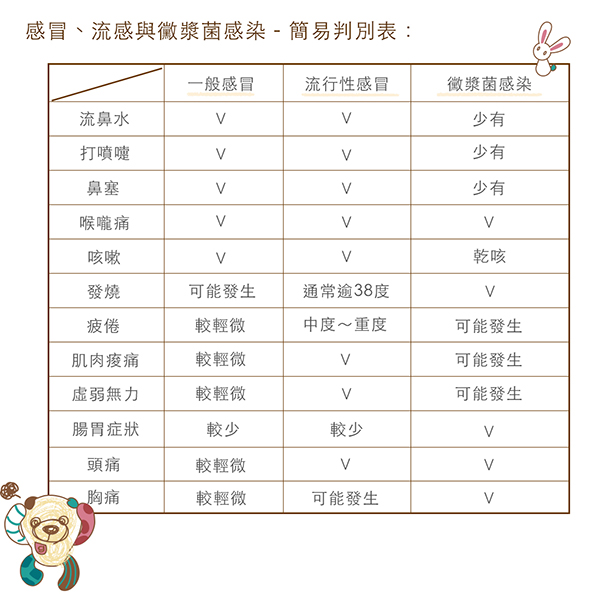 感冒、流感與黴漿菌感染 - 簡易判別表：
一般感冒 流行性感冒 黴漿菌感染
流鼻水 V V 少有
打噴嚏 V V 少有
鼻塞 V V 少有
喉嚨痛 V V V
咳嗽 V V 乾咳
發燒 可能發生 通常逾38度 V
疲倦 較輕微 中度～重度 可能發生
肌肉痠痛 較輕微 V 可能發生
虛弱無力 較輕微 V 可能發生
腸胃症狀 較少 較少 V
頭痛 較輕微 V V
胸痛 較輕微 可能發生 V